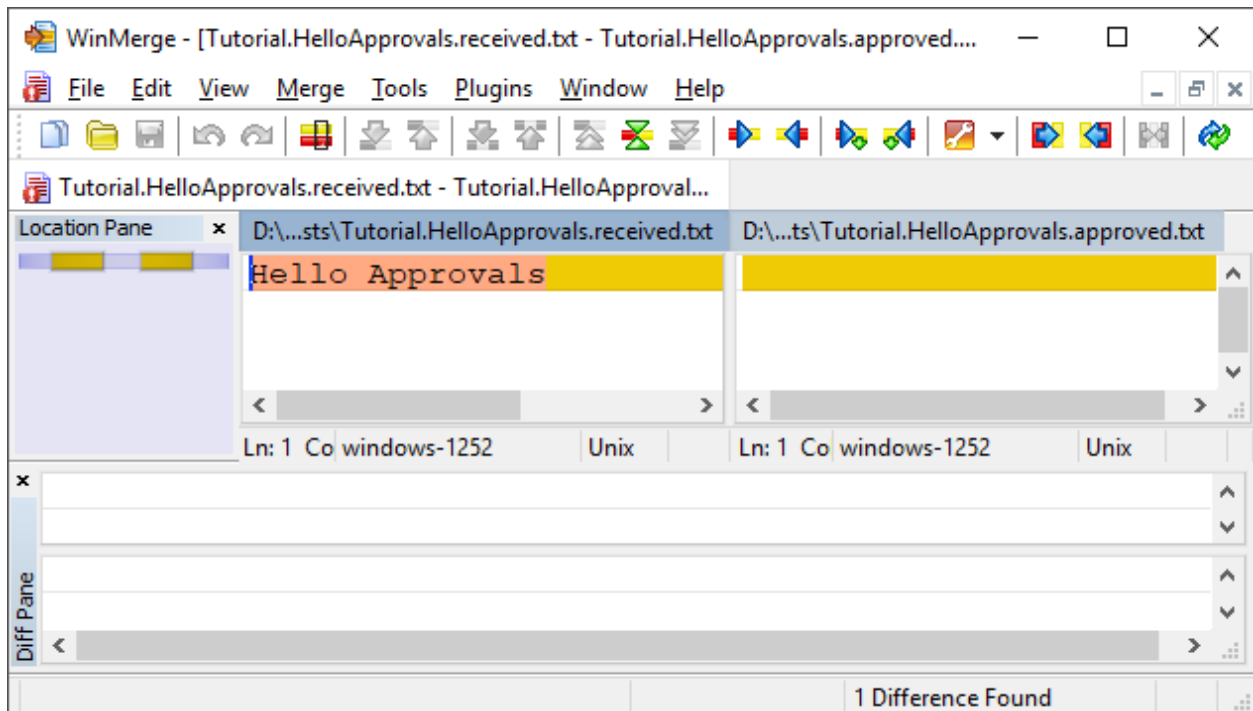 WinMerge - [Tutorial.HelloApprovals.received.txt - Tutorial.HelloApprovals.approved....
File Edit View Merge Tools Plugins Window Help
Tutorial.HelloApprovals.received.txt - Tutorial.HelloApproval...
Location Pane
D:\...sts\Tutorial.HelloApprovals.received.txt D:\...ts\Tutorial.HelloApprovals.approved.txt
Hello Approvals
Ln: 1 Co windows-1252 Unix Ln: 1 Co windows-1252 Unix
Diff Pane
1 Difference Found